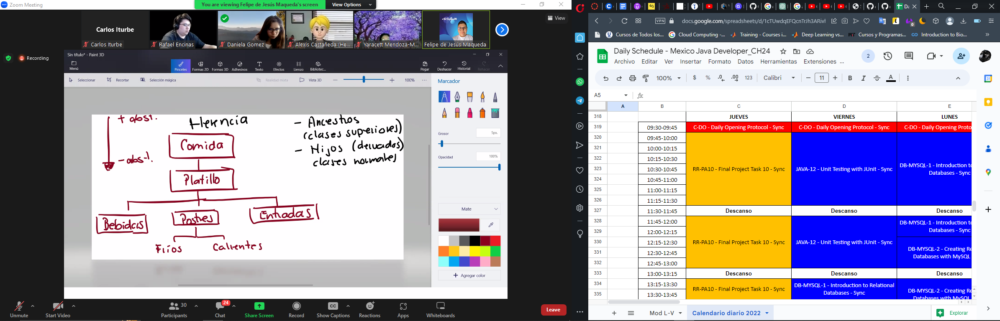 Zoom Meeting
You are viewing Felipe de Jesús Maqueda's screen
View Options
View
Carlos Iturbe
Carlos Iturbe
Rafael Encinas
Daniela Gomez
Alexis Castañeda (He...
Yaracett Mendoza-M...
Felipe de Jesús Maqueda
Recording
Sin título* - Paint 3D
Menú
Pinceles
Formas 2D
Formas 3D
Adhesivos
Texto
Efectos
Lienzo
Bibliotec...
Pegar
Deshacer
Historial
Rehacer
Seleccionar
Recortar
Selección mágica
Realidad mixta
Vista 3D
100%
Marcador
Grosor
5px.
Opacidad
100%
Mate
Agregar color
+ abst.
- abst.
Herencia
Comida
Platillo
Bebidas
Postres
Entradas
Fríos
Calientes
- Ancestros
(clases superiores)
- Hijos (derivados)
clases normales
Unmute
Start Video
Participants
30
Chat
24
Share Screen
Record
CC
Show Captions
Reactions
Apps
Whiteboards
Leave
VPN
docs.google.com/spreadsheets/d/1cTUwdqEFQcnTrJh3ARivl
Cursos de Todos los...
Cloud Computing -...
Training - Courses i...
Deep Learning vs...
Cursos y Programas...
Introduction to Bio...
Daily Schedule - Mexico Java Developer_CH24
Archivo Editar Ver Insertar Formato Datos Herramientas Extensiones ...
2
100%
$ % .0 .00 123
Calibri
11
B I S A
A5
fx
A B C D E
318 JUEVES VIERNES LUNES
319 09:30-09:45 C-DO - Daily Opening Protocol - Sync C-DO - Daily Opening Protocol - Sync C-DO - Daily Opening Proto
320 09:45-10:00
321 10:00-10:15
322 10:15-10:30
323 10:30-10:45 RR-PA10 - Final Project Task 10 - Sync JAVA-12 - Unit Testing with JUnit - Sync DB-MYSQL-1 - Introduction to
Databases - Sync
324 10:45-11:00
325 11:00-11:15
326 11:15-11:30
327 11:30-11:45 Descanso Descanso Descanso
328 11:45-12:00 DB-MYSQL-1 - Introduction to
329 12:00-12:15 Databases - Sync
330 12:15-12:30 RR-PA10 - Final Project Task 10 - Sync JAVA-12 - Unit Testing with JUnit - Sync
331 12:30-12:45 DB-MYSQL-2 - Creating Re
332 12:45-13:00 Databases with MySQL
333 13:00-13:15 Descanso Descanso Descanso
334 13:15-13:30 RR-PA10 - Final Project Task 10 - Sync DB-MYSQL-1 - Introduction to Relational
Databases - Sync
335 13:30-13:45 DB-MYSQL-2 - Creating Re
Databases with MySQL
Mod L-V
Calendario diario 2022
Explorar